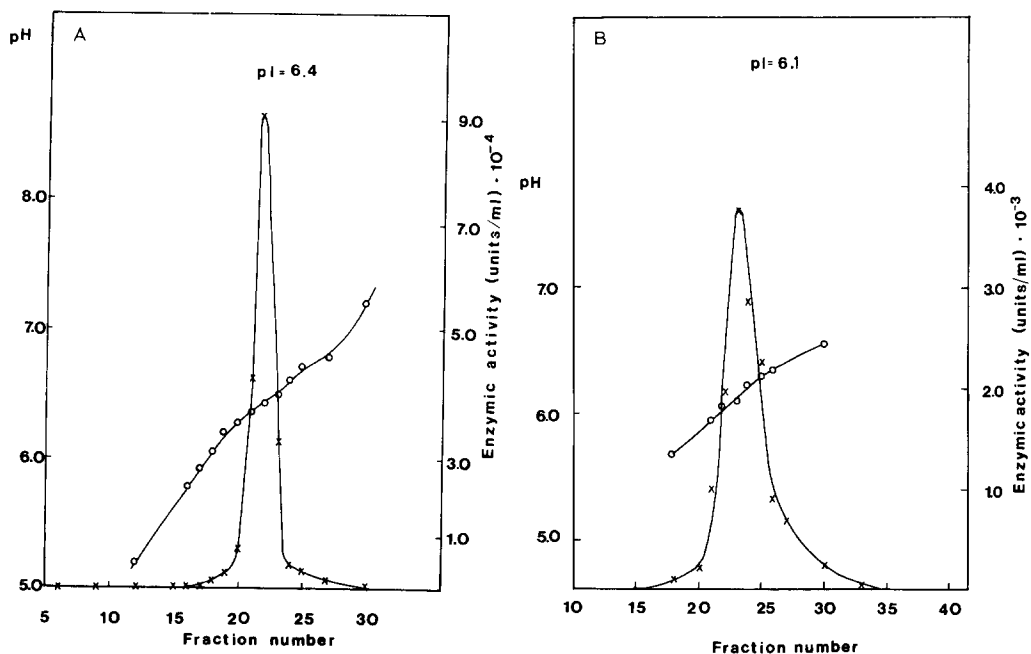 A
pH
pI = 6.4
8.0
7.0
6.0
5.0
9.0
7.0
5.0
3.0
1.0
Enzymic activity (units/ml) · 10⁻⁴
5 10 15 20 25 30
Fraction number
B
pH
pI= 6.1
7.0
6.0
5.0
4.0
3.0
2.0
1.0
Enzymic activity (units/ml) · 10⁻³
10 15 20 25 30 35 40
Fraction number